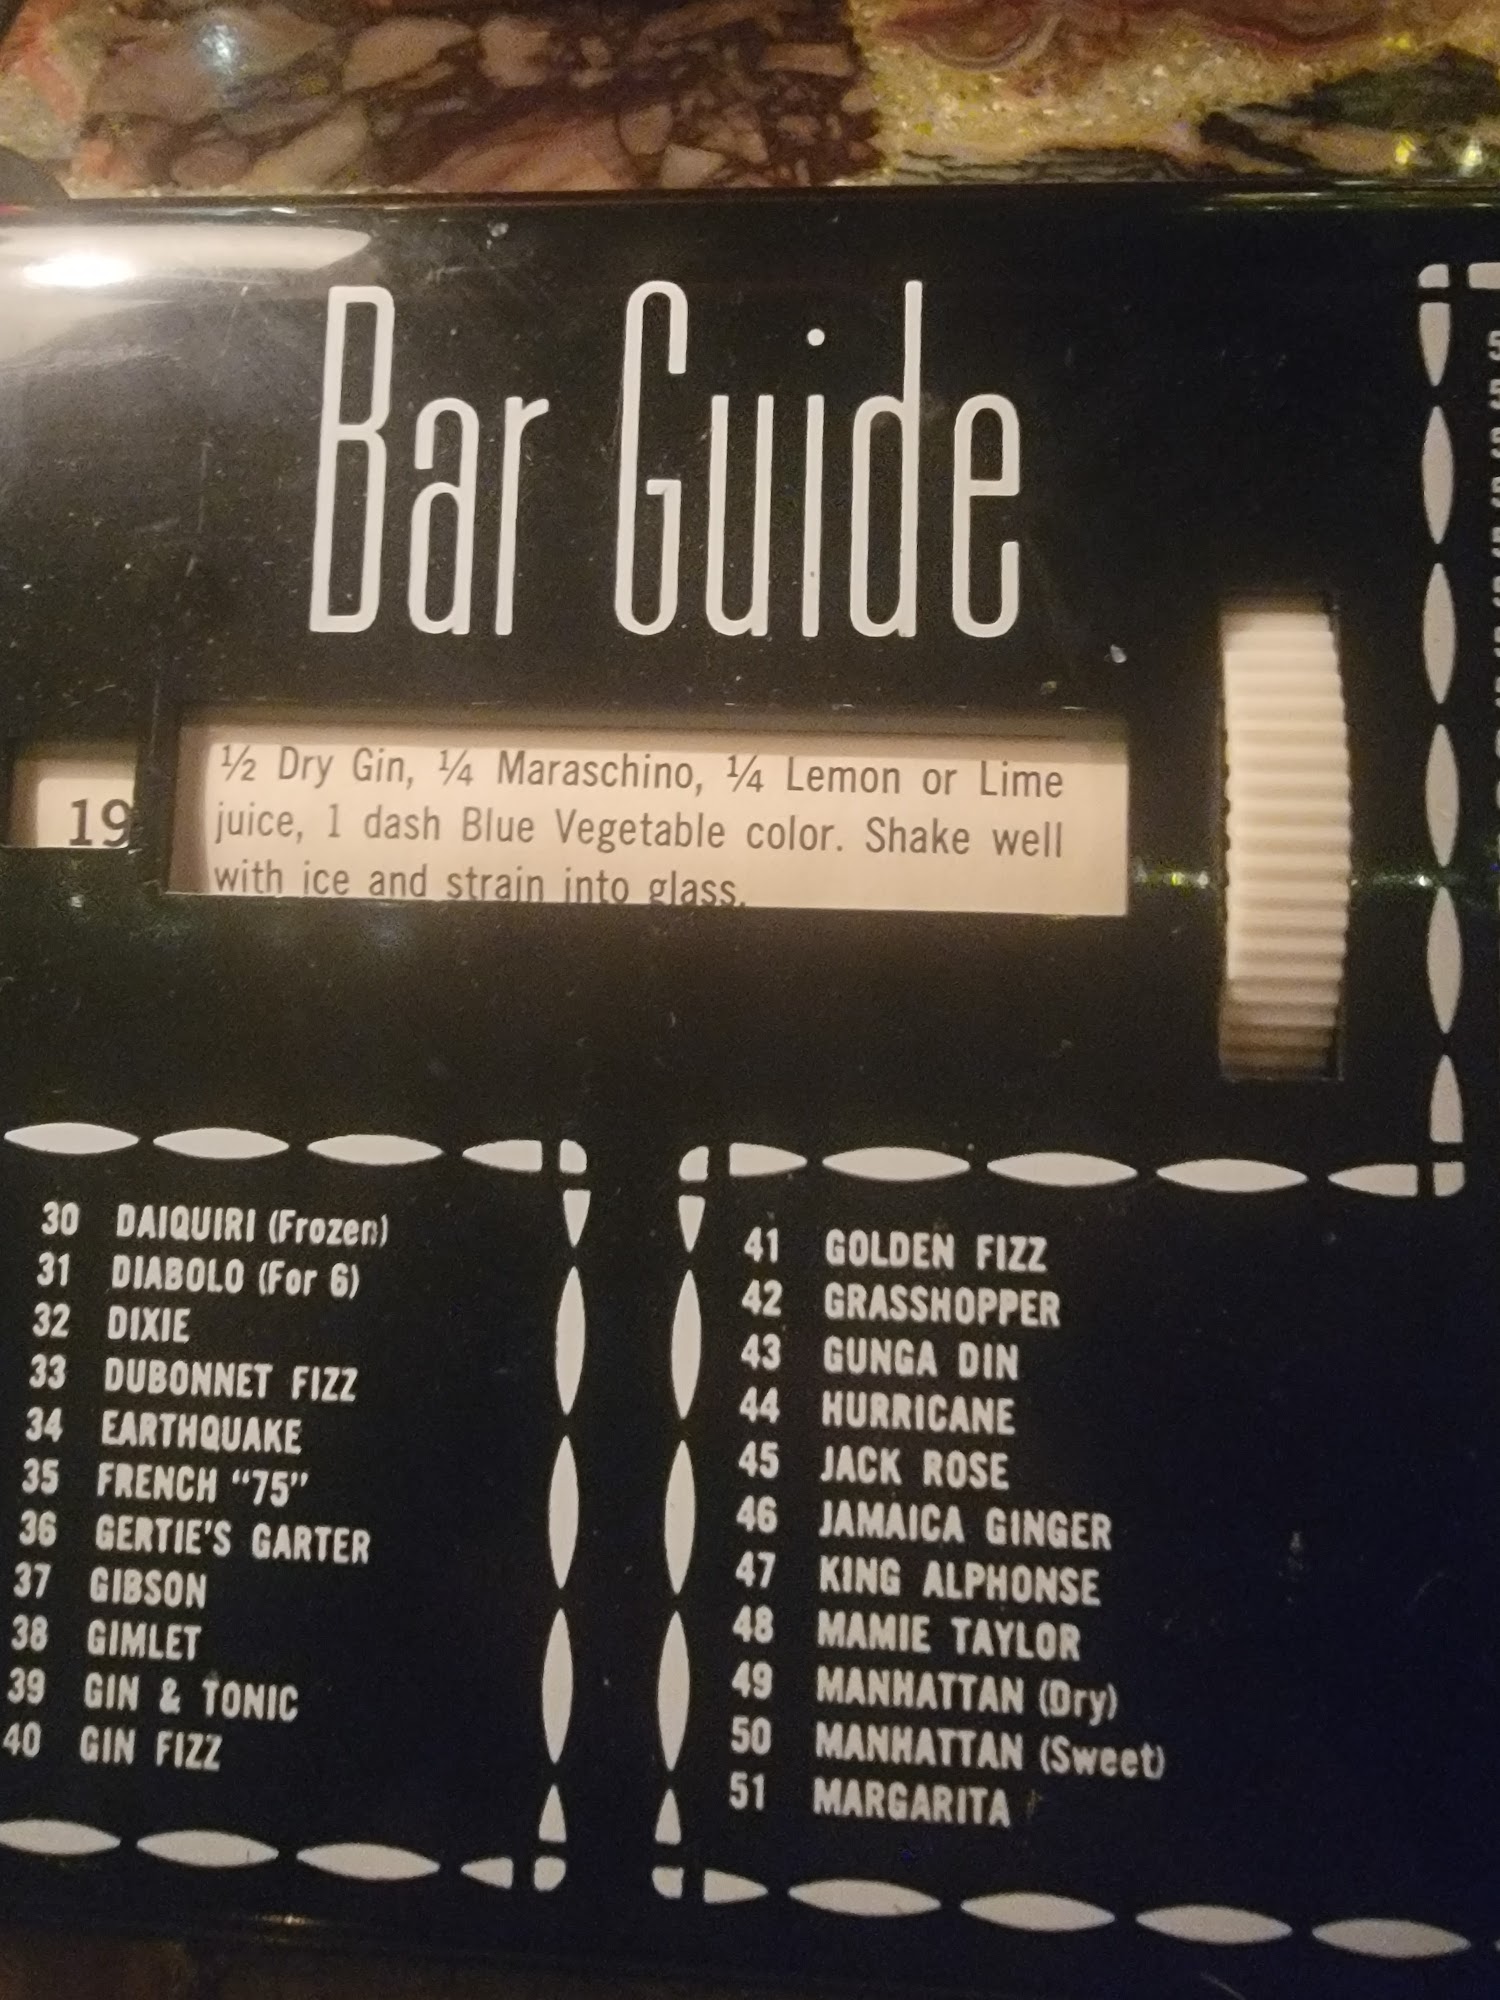 Bar Guide
19
½ Dry Gin, ¼ Maraschino, ¼ Lemon or Lime
juice, 1 dash Blue Vegetable color. Shake well
with ice and strain into glass.
30 DAIQUIRI (Frozen)
31 DIABOLO (For 6)
32 DIXIE
33 DUBONNET FIZZ
34 EARTHQUAKE
35 FRENCH “75”
36 GERTIE'S GARTER
37 GIBSON
38 GIMLET
39 GIN & TONIC
40 GIN FIZZ
41 GOLDEN FIZZ
42 GRASSHOPPER
43 GUNGA DIN
44 HURRICANE
45 JACK ROSE
46 JAMAICA GINGER
47 KING ALPHONSE
48 MAMIE TAYLOR
49 MANHATTAN (Dry)
50 MANHATTAN (Sweet)
51 MARGARITA